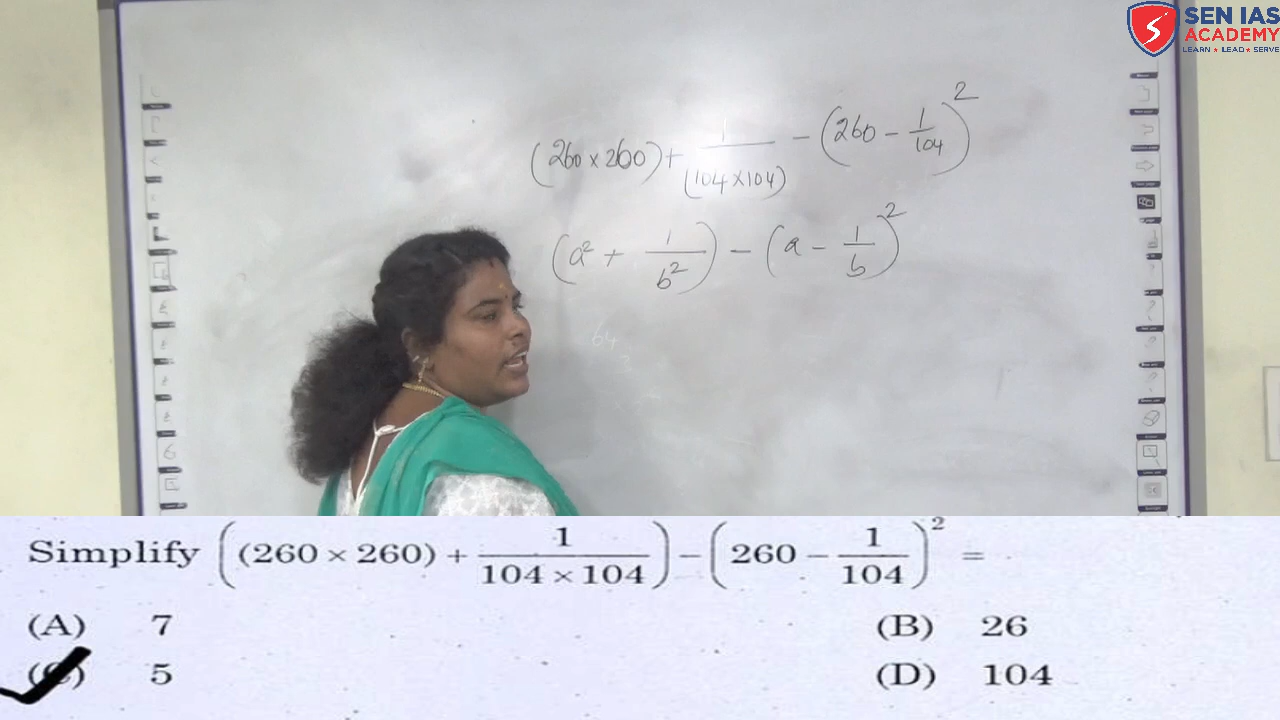 SEN IAS
ACADEMY
LEARN ★ LEAD ★ SERVE
(260 × 260) + 1/(104 × 104) − (260 − 1/104)²
(a² + 1/b²) − (a − 1/b)²
64
Simplify ((260 × 260) + 1/(104 × 104)) − (260 − 1/104)² =
(A) 7 (B) 26
(C) 5 (D) 104